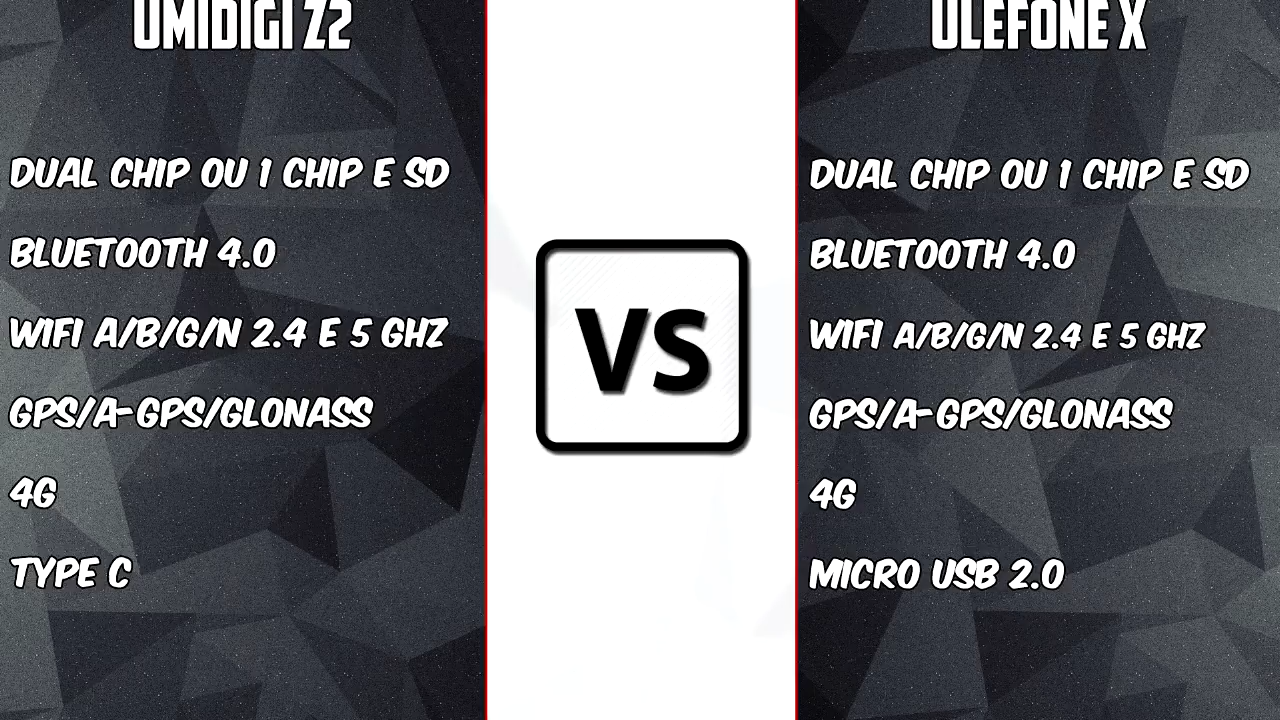 UMIDIGI Z2
DUAL CHIP OU 1 CHIP E SD
BLUETOOTH 4.0
WIFI A/B/G/N 2.4 E 5 GHZ
GPS/A-GPS/GLONASS
4G
TYPE C
VS
ULEFONE X
DUAL CHIP OU 1 CHIP E SD
BLUETOOTH 4.0
WIFI A/B/G/N 2.4 E 5 GHZ
GPS/A-GPS/GLONASS
4G
MICRO USB 2.0